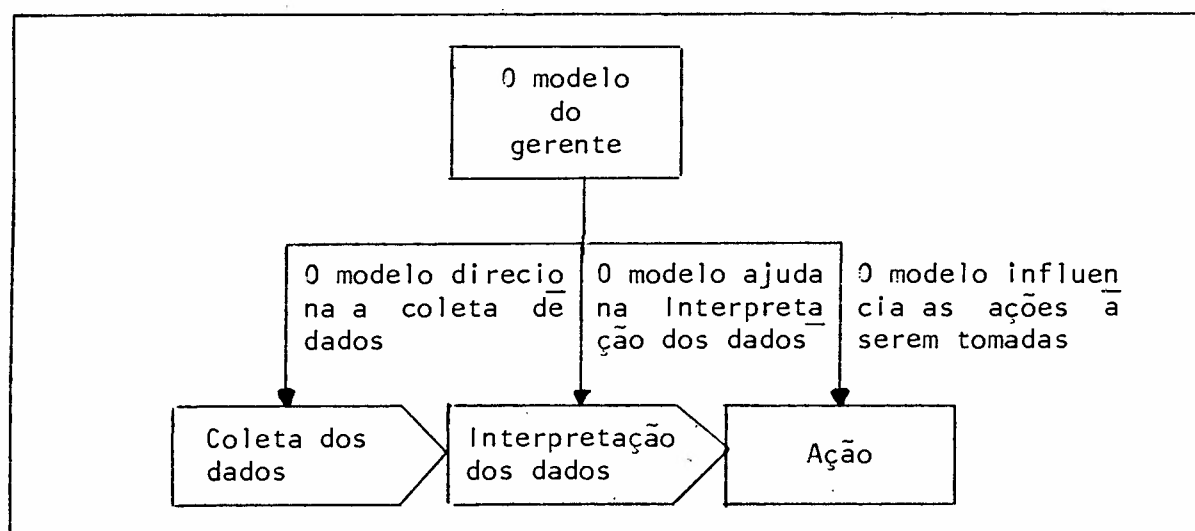 O modelo
do
gerente
O modelo direcio
na a coleta de
dados
O modelo ajuda
na Interpreta
ção dos dados
O modelo influen
cia as ações a
serem tomadas
Coleta dos
dados
Interpretação
dos dados
Ação